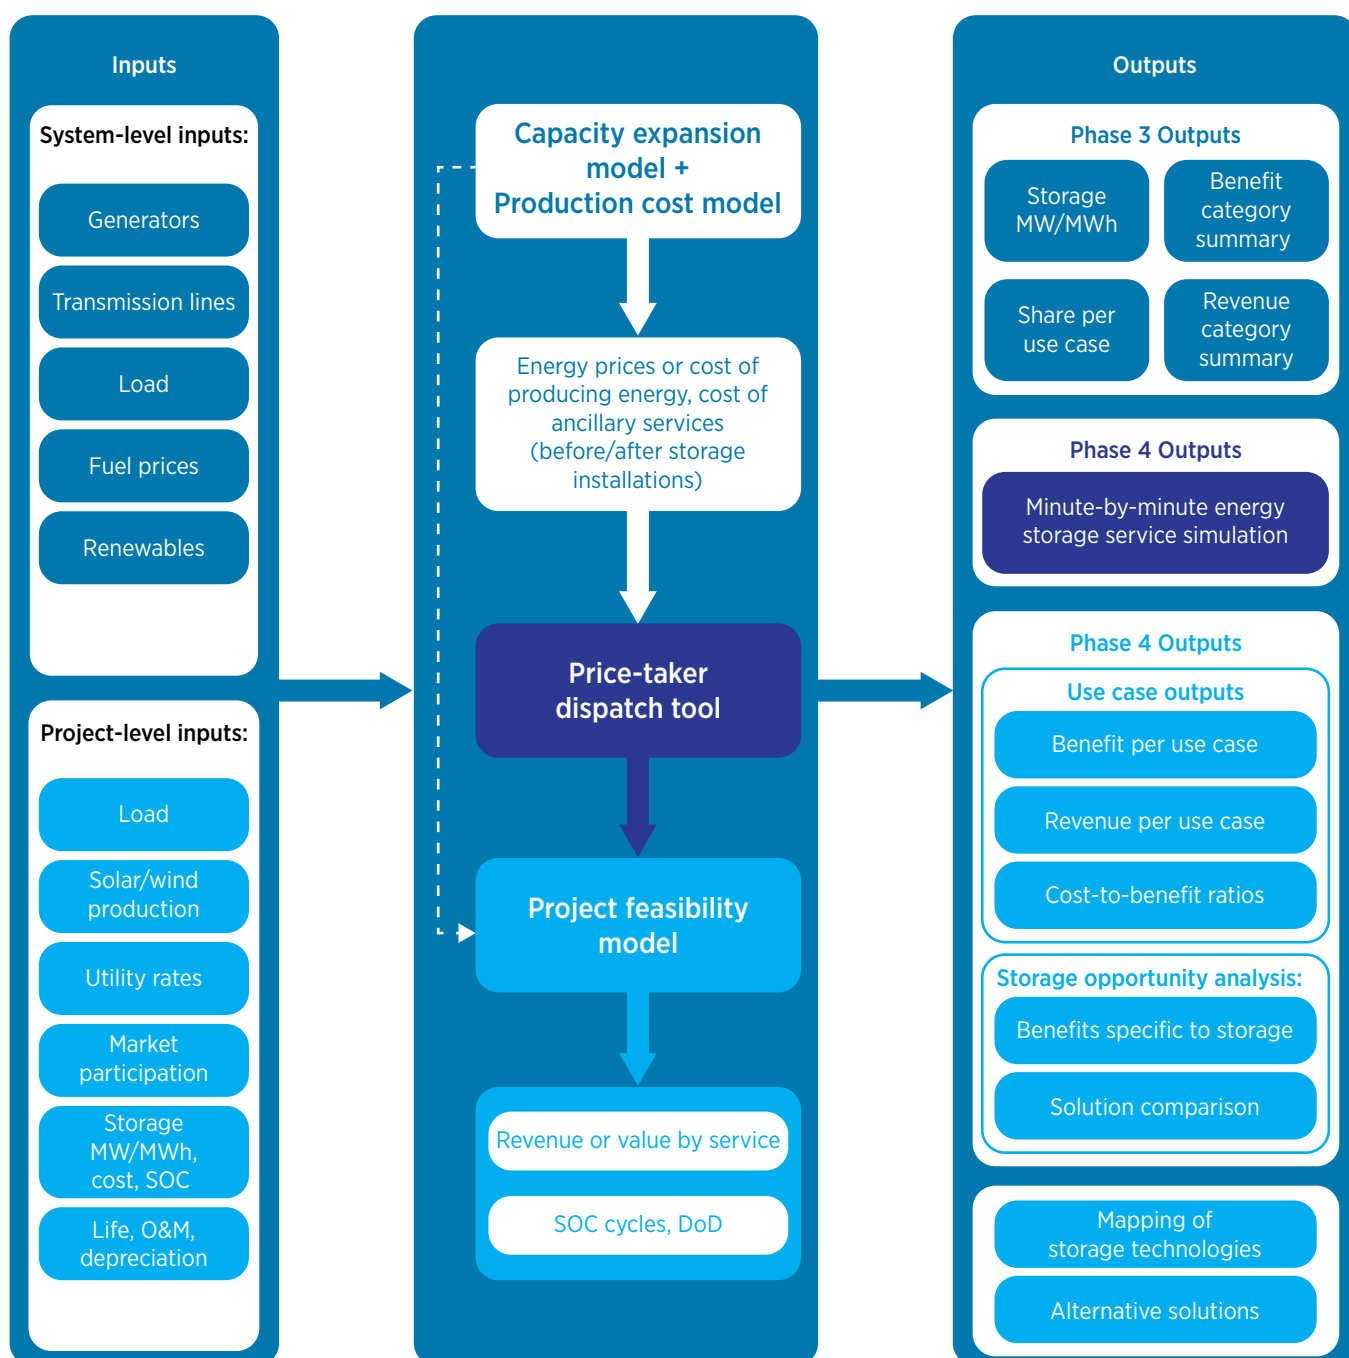 Inputs
System-level inputs:
Generators
Transmission lines
Load
Fuel prices
Renewables
Project-level inputs:
Load
Solar/wind
production
Utility rates
Market
participation
Storage
MW/MWh,
cost, SOC
Life, O&M,
depreciation
Capacity expansion
model +
Production cost model
Energy prices or cost of
producing energy, cost of
ancillary services
(before/after storage
installations)
Price-taker
dispatch tool
Project feasibility
model
Revenue or value by service
SOC cycles, DoD
Outputs
Phase 3 Outputs
Storage
MW/MWh
Benefit
category
summary
Share per
use case
Revenue
category
summary
Phase 4 Outputs
Minute-by-minute energy
storage service simulation
Phase 4 Outputs
Use case outputs
Benefit per use case
Revenue per use case
Cost-to-benefit ratios
Storage opportunity analysis:
Benefits specific to storage
Solution comparison
Mapping of
storage technologies
Alternative solutions